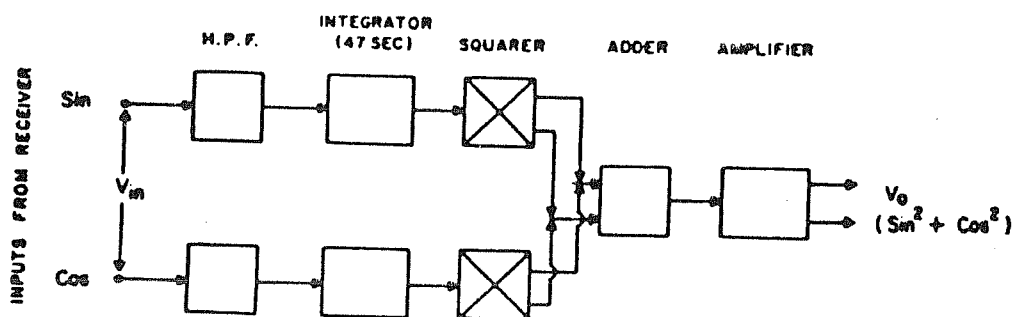 INTEGRATOR
H.P.F. (47 SEC) SQUARER ADDER AMPLIFIER
INPUTS FROM RECEIVER
Sin
Vin
Vo
(Sin² + Cos²)
Cos